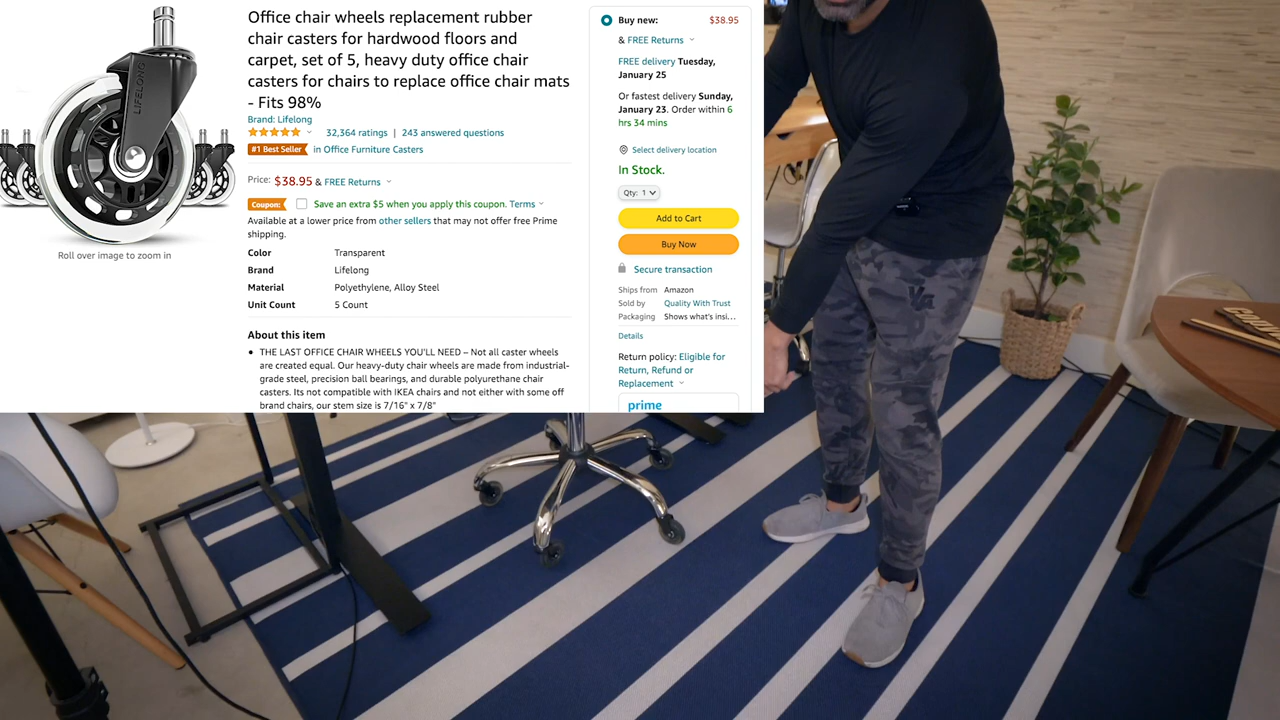 LIFELONG
Roll over image to zoom in
Office chair wheels replacement rubber
chair casters for hardwood floors and
carpet, set of 5, heavy duty office chair
casters for chairs to replace office chair mats
- Fits 98%
Brand: Lifelong
32,364 ratings | 243 answered questions
#1 Best Seller in Office Furniture Casters
Price: $38.95 & FREE Returns
Coupon: Save an extra $5 when you apply this coupon. Terms
Available at a lower price from other sellers that may not offer free Prime
shipping.
Color Transparent
Brand Lifelong
Material Polyethylene, Alloy Steel
Unit Count 5 Count
About this item
• THE LAST OFFICE CHAIR WHEELS YOU'LL NEED – Not all caster wheels
are created equal. Our heavy-duty chair wheels are made from industrial-
grade steel, precision ball bearings, and durable polyurethane chair
casters. Its not compatible with IKEA chairs and not either with some off
brand chairs, our stem size is 7/16" x 7/8"
Buy new: $38.95
& FREE Returns
FREE delivery Tuesday,
January 25
Or fastest delivery Sunday,
January 23. Order within 6
hrs 34 mins
Select delivery location
In Stock.
Qty: 1
Add to Cart
Buy Now
Secure transaction
Ships from Amazon
Sold by Quality With Trust
Packaging Shows what's insi...
Details
Return policy: Eligible for
Return, Refund or
Replacement
prime